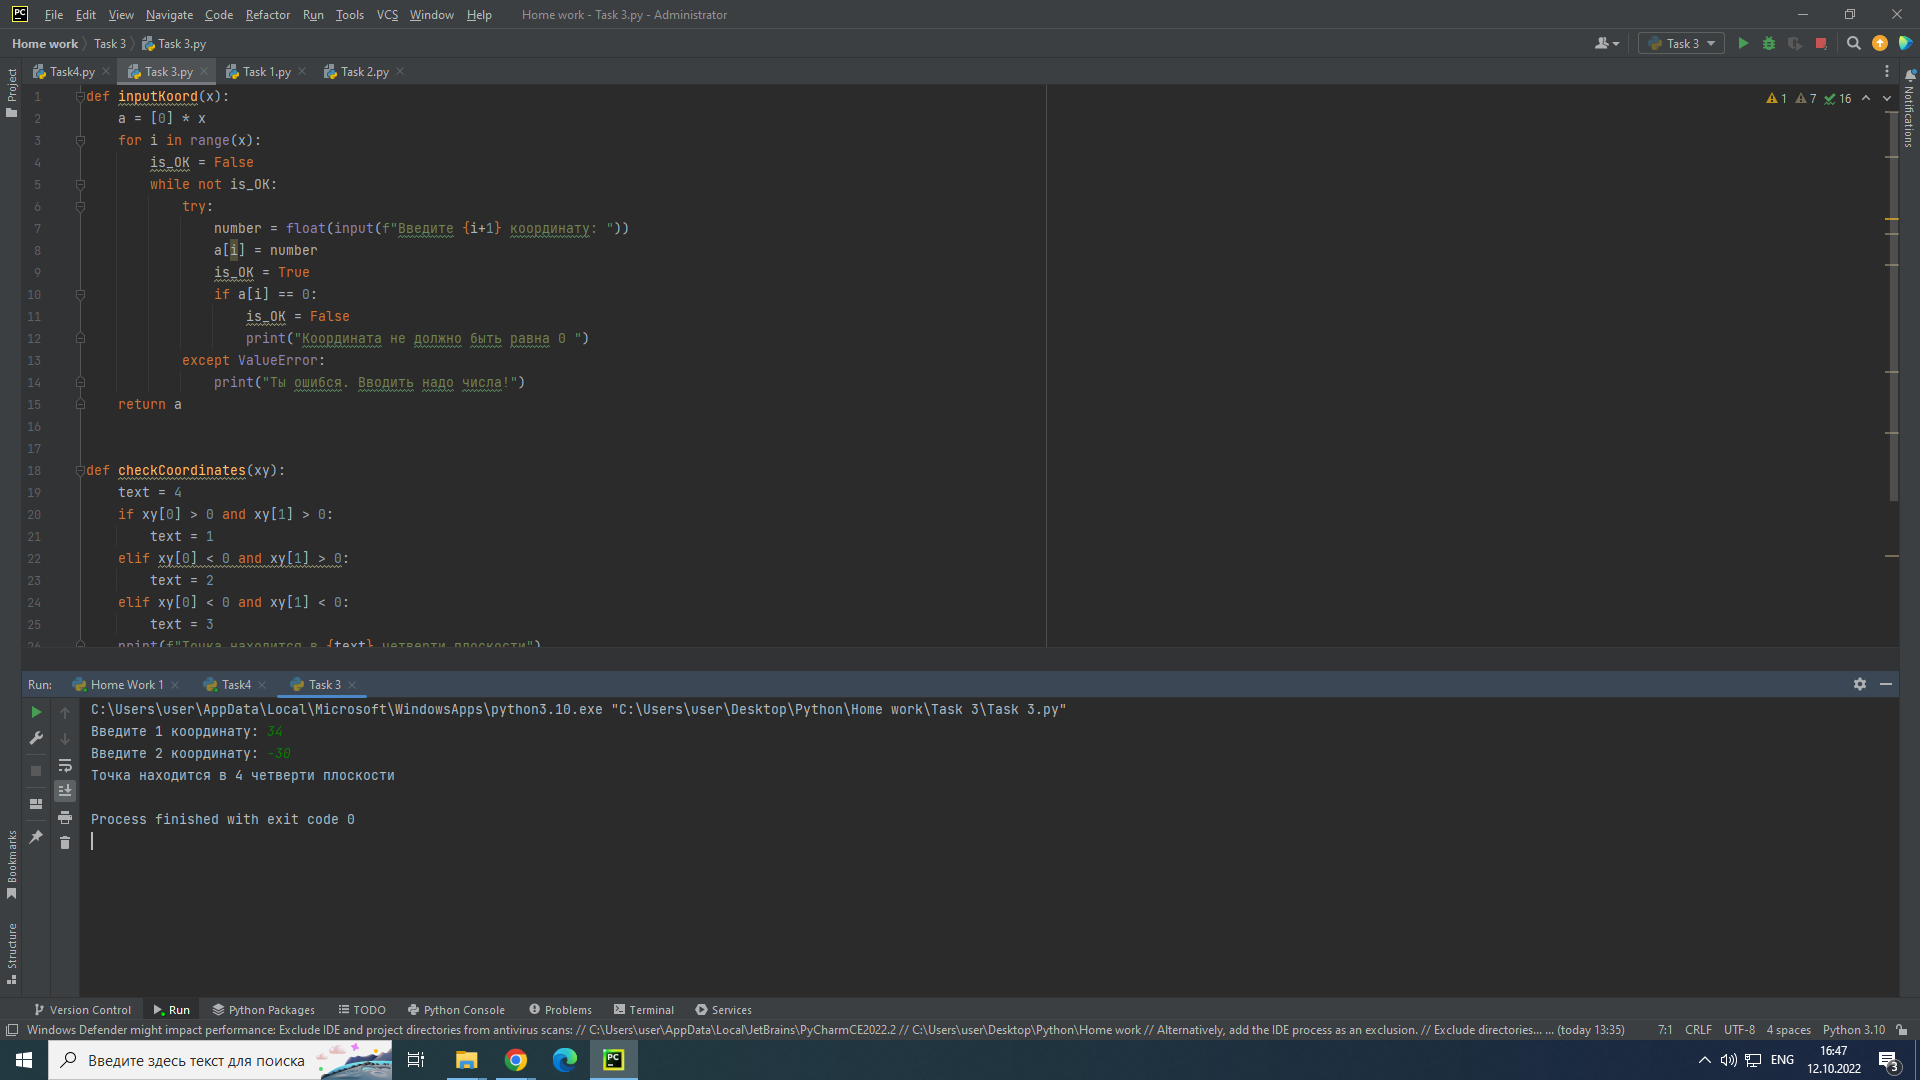 PC File Edit View Navigate Code Refactor Run Tools VCS Window Help Home work - Task 3.py - Administrator
Home work Task 3 Task 3.py Task 3
Task4.py Task 3.py Task 1.py Task 2.py
Project
Notifications
1 7 16
1 def inputKoord(x):
2 a = [0] * x
3 for i in range(x):
4 is_OK = False
5 while not is_OK:
6 try:
7 number = float(input(f"Введите {i+1} координату: "))
8 a[i] = number
9 is_OK = True
10 if a[i] == 0:
11 is_OK = False
12 print("Координата не должно быть равна 0 ")
13 except ValueError:
14 print("Ты ошибся. Вводить надо числа!")
15 return a
16
17
18 def checkCoordinates(xy):
19 text = 4
20 if xy[0] > 0 and xy[1] > 0:
21 text = 1
22 elif xy[0] < 0 and xy[1] > 0:
23 text = 2
24 elif xy[0] < 0 and xy[1] < 0:
25 text = 3
26 print(f"Точка находится в {text} четверти плоскости")
Run: Home Work 1 Task4 Task 3
C:\Users\user\AppData\Local\Microsoft\WindowsApps\python3.10.exe "C:\Users\user\Desktop\Python\Home work\Task 3\Task 3.py"
Введите 1 координату: 34
Введите 2 координату: -30
Точка находится в 4 четверти плоскости
Process finished with exit code 0
Bookmarks
Structure
Version Control Run Python Packages TODO Python Console Problems Terminal Services
Windows Defender might impact performance: Exclude IDE and project directories from antivirus scans: // C:\Users\user\AppData\Local\JetBrains\PyCharmCE2022.2 // C:\Users\user\Desktop\Python\Home work // Alternatively, add the IDE process as an exclusion. // Exclude directories... ... (today 13:35) 7:1 CRLF UTF-8 4 spaces Python 3.10
Введите здесь текст для поиска PC ENG 16:47
12.10.2022 3